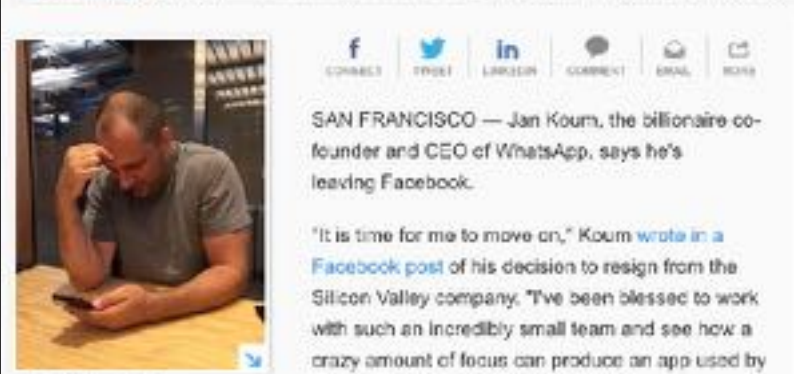 CONNECT TWEET LINKEDIN COMMENT EMAIL MORE
SAN FRANCISCO — Jan Koum, the billionaire co-
founder and CEO of WhatsApp, says he's
leaving Facebook.
"It is time for me to move on," Koum wrote in a
Facebook post of his decision to resign from the
Silicon Valley company. "I've been blessed to work
with such an incredibly small team and see how a
crazy amount of focus can produce an app used by